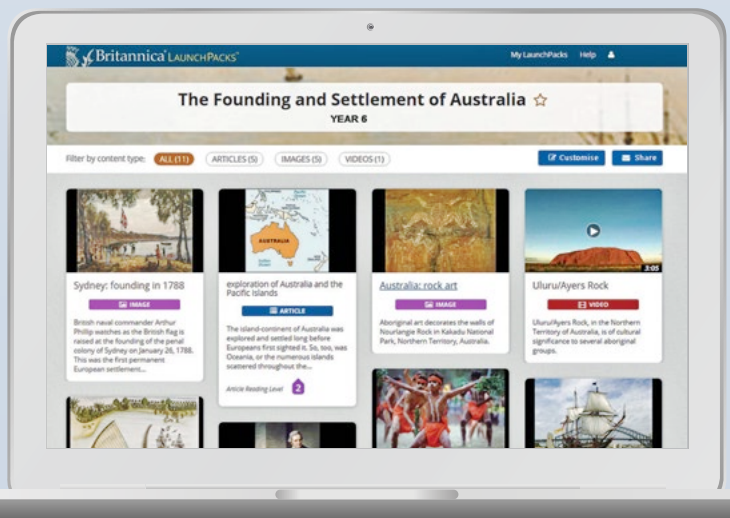 Britannica LAUNCHPACKS
My LaunchPacks Help
The Founding and Settlement of Australia
YEAR 6
Filter by content type: ALL (11) ARTICLES (5) IMAGES (5) VIDEOS (1) Customise Share
AUSTRALIA
3:05
Sydney: founding in 1788
IMAGE
British naval commander Arthur
Phillip watches as the British flag is
raised at the founding of the penal
colony of Sydney on January 26, 1788.
This was the first permanent
European settlement...
exploration of Australia and the
Pacific Islands
ARTICLE
The island-continent of Australia was
explored and settled long before
Europeans first sighted it. So, too, was
Oceania, or the numerous islands
scattered throughout the...
Article Reading Level 2
Australia: rock art
IMAGE
Aboriginal art decorates the walls of
Nourlangie Rock in Kakadu National
Park, Northern Territory, Australia.
Uluru/Ayers Rock
VIDEO
Uluru/Ayers Rock, in the Northern
Territory of Australia, is of cultural
significance to several aboriginal
groups.